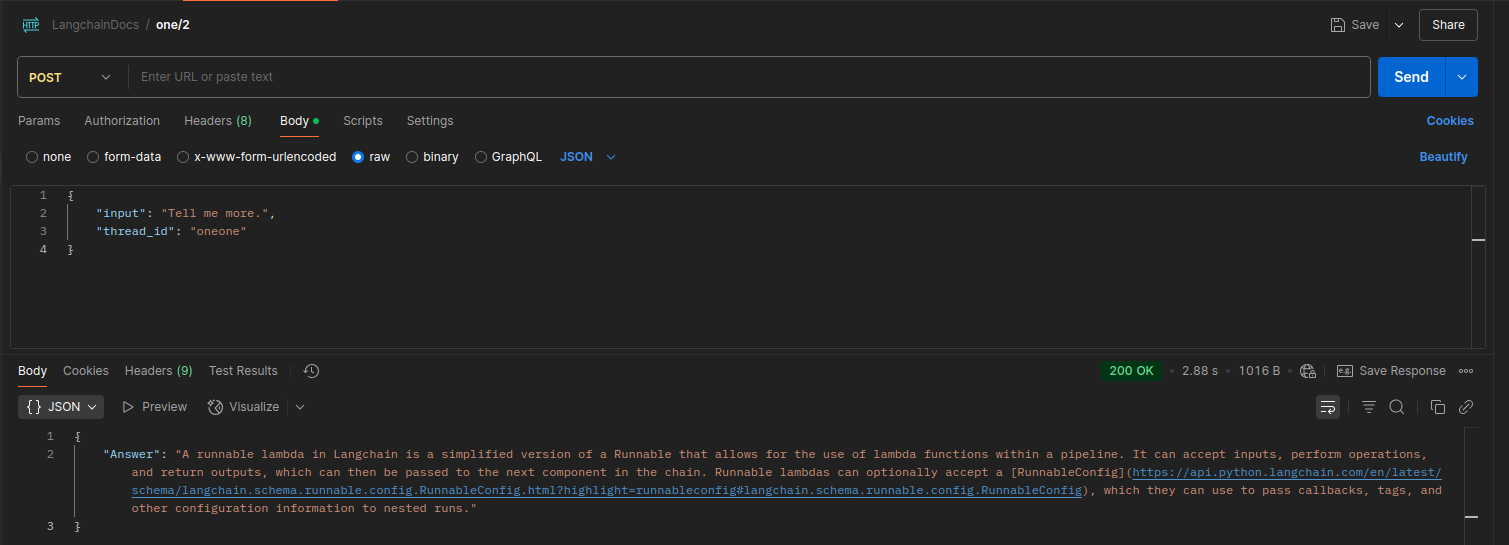 HTTP LangchainDocs / one/2 Save Share
POST Enter URL or paste text Send
Params Authorization Headers (8) Body Scripts Settings Cookies
none form-data x-www-form-urlencoded raw binary GraphQL JSON Beautify
1 {
2 "input": "Tell me more.",
3 "thread_id": "oneone"
4 }
Body Cookies Headers (9) Test Results 200 OK • 2.88 s • 1016 B • e.g. Save Response
{} JSON Preview Visualize
1 {
2 "Answer": "A runnable lambda in Langchain is a simplified version of a Runnable that allows for the use of lambda functions within a pipeline. It can accept inputs, perform operations,
and return outputs, which can then be passed to the next component in the chain. Runnable lambdas can optionally accept a [RunnableConfig](https://api.python.langchain.com/en/latest/
schema/langchain.schema.runnable.config.RunnableConfig.html?highlight=runnableconfig#langchain.schema.runnable.config.RunnableConfig), which they can use to pass callbacks, tags, and
other configuration information to nested runs."
3 }